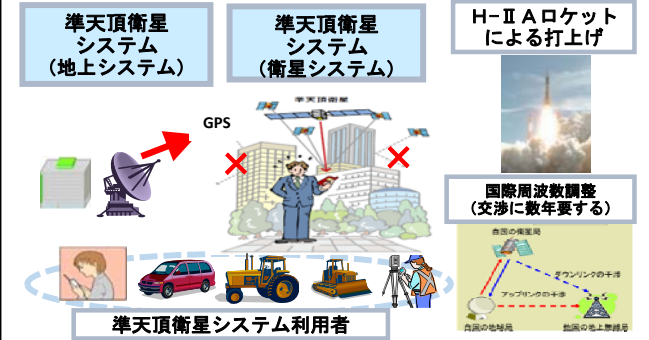 準天頂衛星
システム
（地上システム）
準天頂衛星
システム
（衛星システム）
H-ⅡAロケット
による打上げ
準天頂衛星
GPS
国際周波数調整
（交渉に数年要する）
自国の衛星局
ダウンリンクの干渉
アップリンクの干渉
自国の地球局
他国の地上無線局
準天頂衛星システム利用者